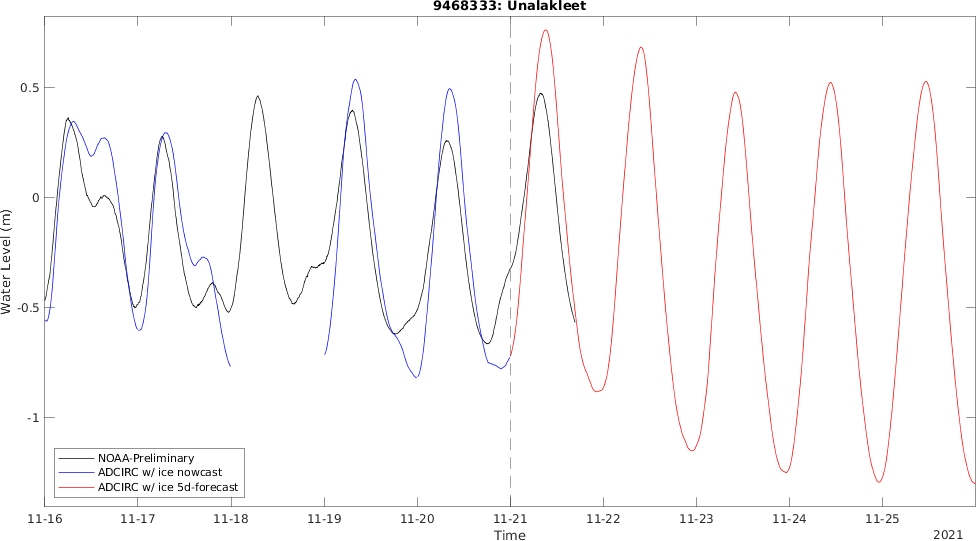 9468333: Unalakleet
0.5
0
-0.5
-1
Water Level (m)
NOAA-Preliminary
ADCIRC w/ ice nowcast
ADCIRC w/ ice 5d-forecast
11-16 11-17 11-18 11-19 11-20 11-21 11-22 11-23 11-24 11-25
Time
2021